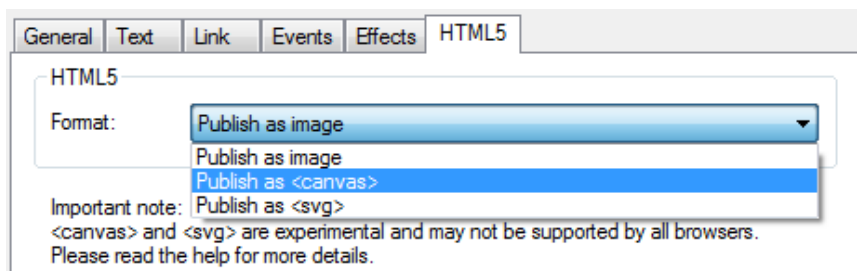 General Text Link Events Effects HTML5
HTML5
Format: Publish as image
Publish as image
Publish as <canvas>
Publish as <svg>
Important note:
<canvas> and <svg> are experimental and may not be supported by all browsers.
Please read the help for more details.